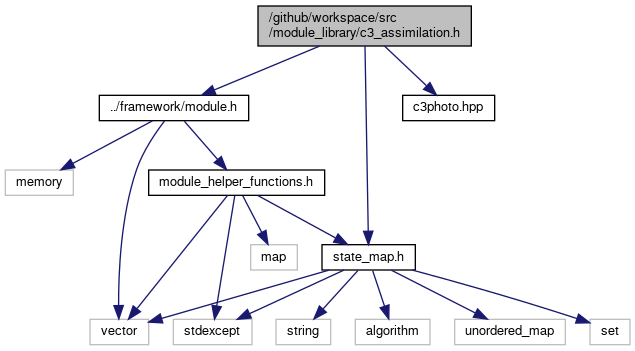 /github/workspace/src
/module_library/c3_assimilation.h
../framework/module.h
c3photo.hpp
memory
module_helper_functions.h
map
state_map.h
vector
stdexcept
string
algorithm
unordered_map
set